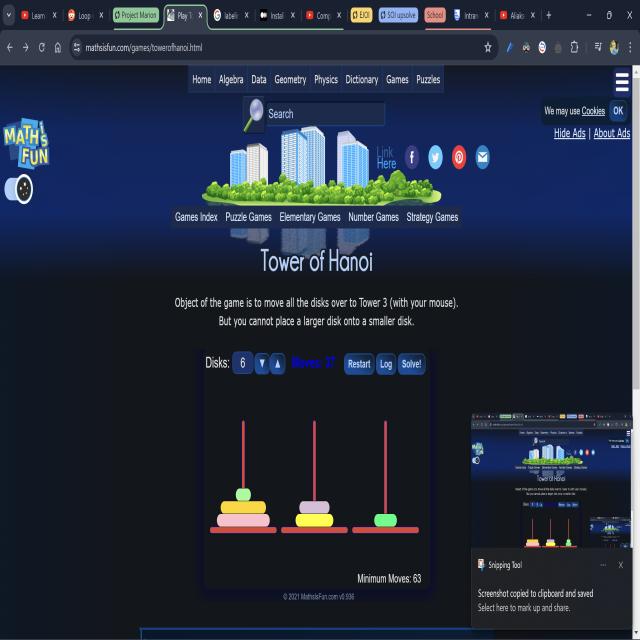 Learn
Loop
Project Marion
Play T
labeli
Instal
Comp
EJOI
SOI upsolve
School
Intran
Aliaks
mathsisfun.com/games/towerofhanoi.html
Home Algebra Data Geometry Physics Dictionary Games Puzzles
Search
We may use Cookies OK
Hide Ads | About Ads
MATHS FUN
Link Here
Games Index Puzzle Games Elementary Games Number Games Strategy Games
Tower of Hanoi
Object of the game is to move all the disks over to Tower 3 (with your mouse).
But you cannot place a larger disk onto a smaller disk.
Disks: 6 ▼ ▲ Moves: 37 Restart Log Solve!
Minimum Moves: 63
© 2021 MathsIsFun.com v0.936
Snipping Tool
Screenshot copied to clipboard and saved
Select here to mark up and share.